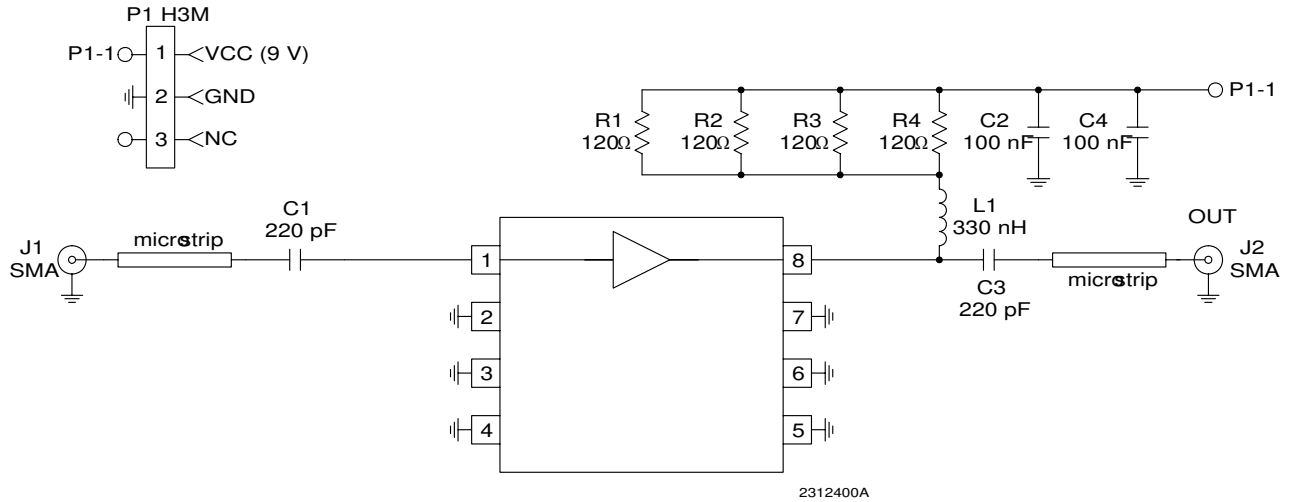 P1 H3M
P1-1 1 VCC (9 V)
2 GND
3 NC
P1-1
R1
120Ω
R2
120Ω
R3
120Ω
R4
120Ω
C2
100 nF
C4
100 nF
L1
330 nH
C1
220 pF
J1
SMA
microstrip
1
2
3
4
8
7
6
5
C3
220 pF
microstrip
OUT
J2
SMA
2312400A